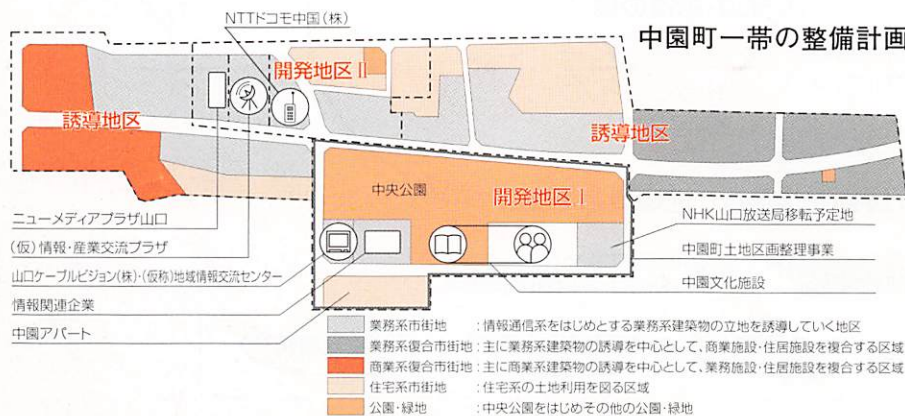 NTTドコモ中国(株)
中園町一帯の整備計画
開発地区Ⅱ
誘導地区
誘導地区
中央公園
開発地区Ⅰ
ニューメディアプラザ山口
(仮)情報・産業交流プラザ
山口ケーブルビジョン(株)・(仮称)地域情報交流センター
情報関連企業
中園アパート
NHK山口放送局移転予定地
中園町土地区画整理事業
中園文化施設
業務系市街地 :情報通信系をはじめとする業務系建築物の立地を誘導していく地区
業務系復合市街地:主に業務系建築物の誘導を中心として、商業施設・住居施設を複合する区域
商業系復合市街地:主に商業系建築物の誘導を中心として、業務施設・住居施設を複合する区域
住宅系市街地 :住宅系の土地利用を図る区域
公園・緑地 :中央公園をはじめその他の公園・緑地